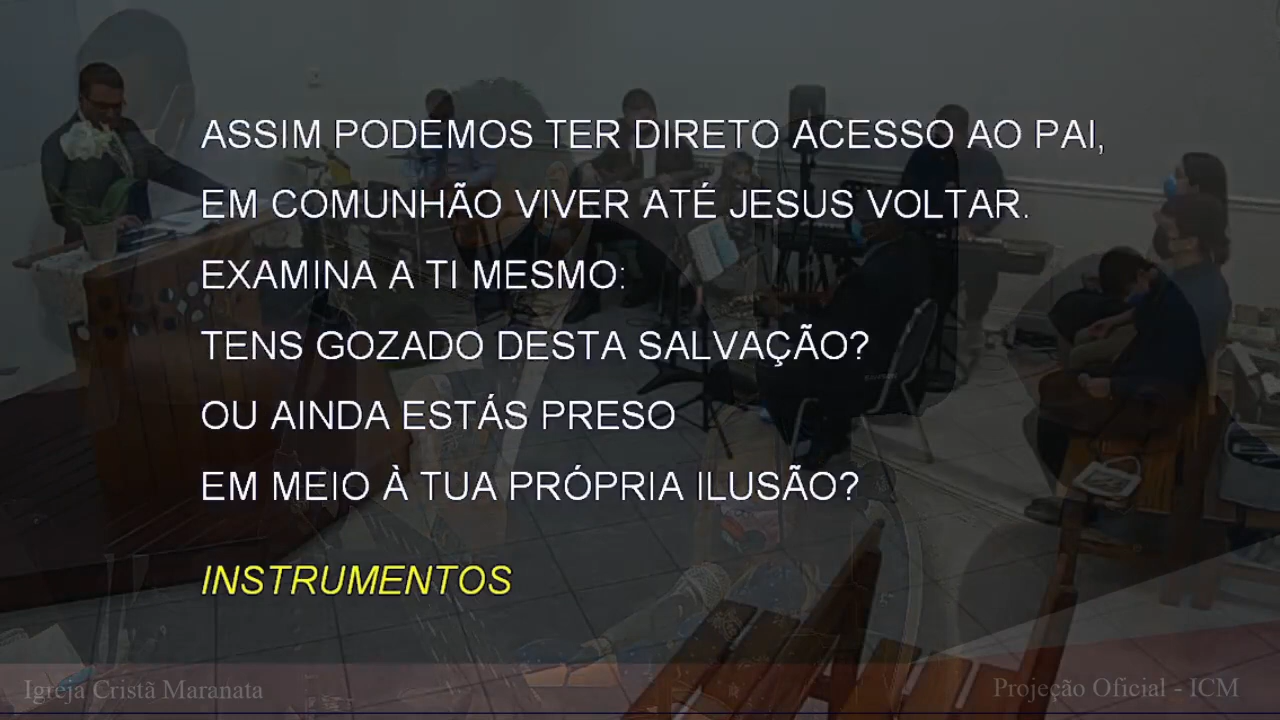 ASSIM PODEMOS TER DIRETO ACESSO AO PAI,
EM COMUNHÃO VIVER ATÉ JESUS VOLTAR.
EXAMINA A TI MESMO:
TENS GOZADO DESTA SALVAÇÃO?
OU AINDA ESTÁS PRESO
EM MEIO À TUA PRÓPRIA ILUSÃO?
INSTRUMENTOS
Igreja Cristã Maranata
Projeção Oficial - ICM